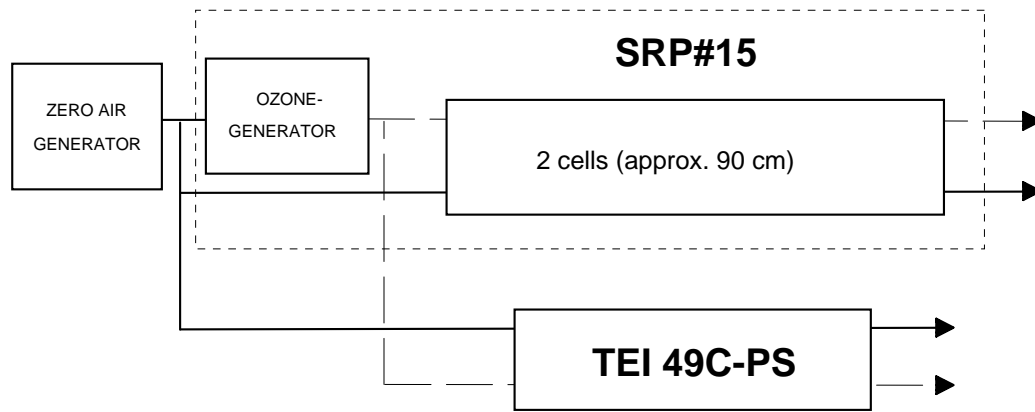 SRP#15
ZERO AIR
GENERATOR
OZONE-
GENERATOR
2 cells (approx. 90 cm)
TEI 49C-PS